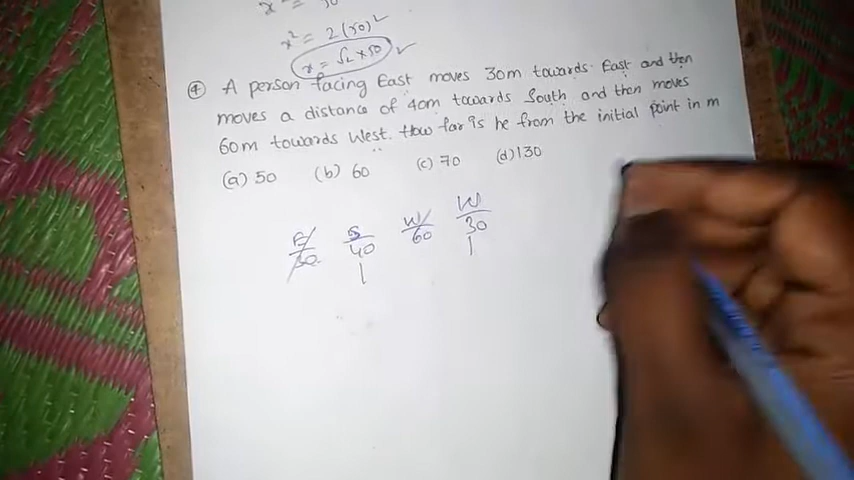 x² = 2(50)²
x = √2 × 50
④ A person facing East moves 30m towards East and then
moves a distance of 40m towards South and then moves
60m towards West. How far is he from the initial point in m
(a) 50 (b) 60 (c) 70 (d) 130
E S W W
30 40 60 30